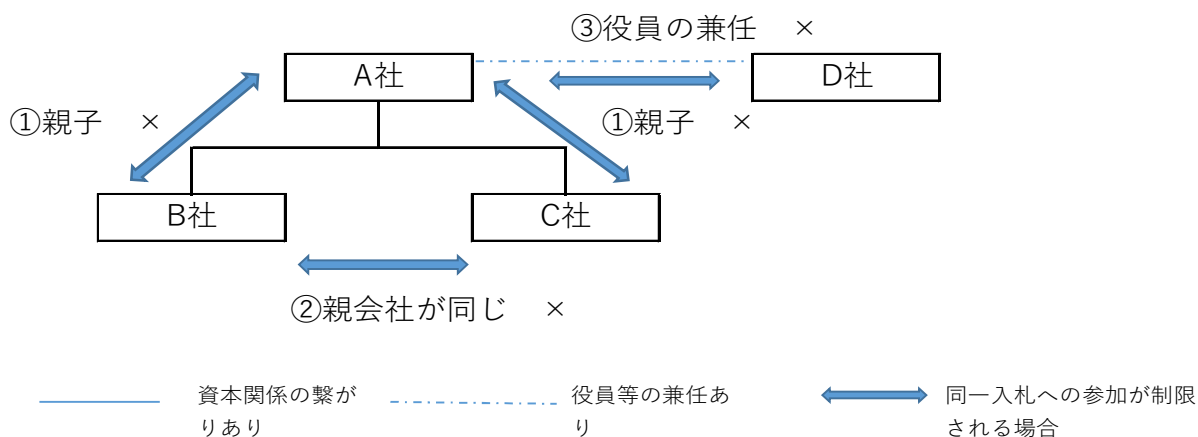 ③役員の兼任　×
A社
D社
①親子　×
①親子　×
B社
C社
②親会社が同じ　×
資本関係の繋が
りあり
役員等の兼任あ
り
同一入札への参加が制限
される場合